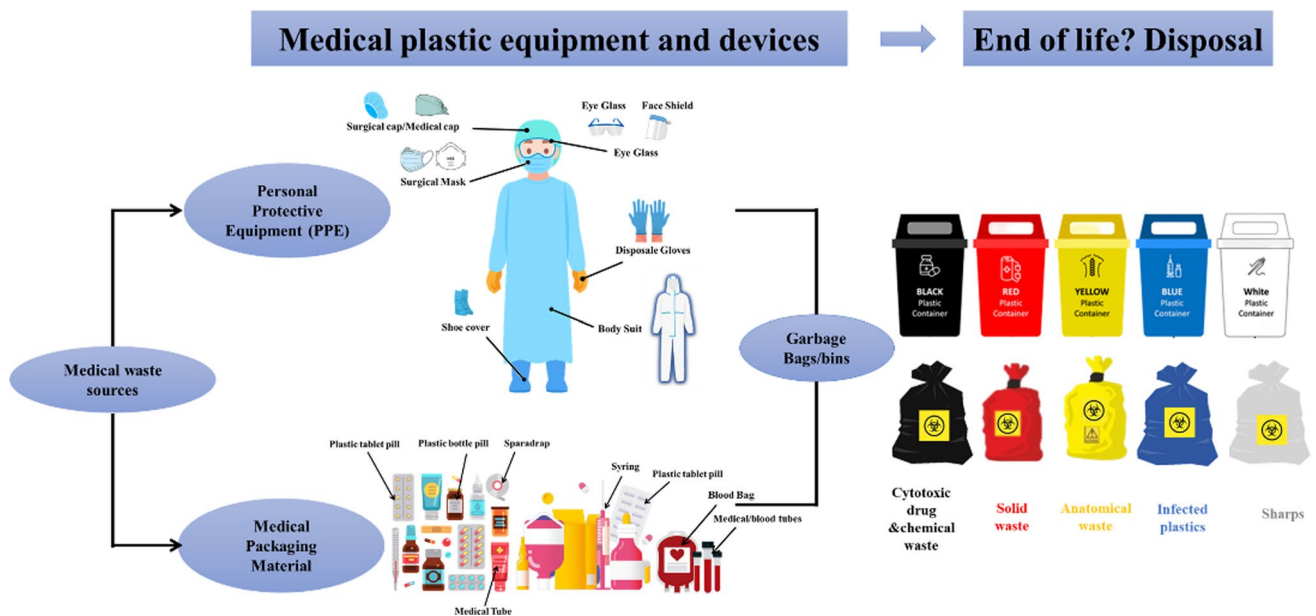 Medical plastic equipment and devices
End of life? Disposal
Surgical cap/Medical cap
Eye Glass
Face Shield
Eye Glass
Surgical Mask
Personal
Protective
Equipment (PPE)
Disposale Gloves
Shoe cover
Body Suit
Medical waste
sources
Garbage
Bags/bins
BLACK
Plastic
Container
RED
Plastic
Container
YELLOW
Plastic
Container
BLUE
Plastic
Container
White
Plastic
Container
Cytotoxic
drug
&chemical
waste
Solid
waste
Anatomical
waste
Infected
plastics
Sharps
Plastic tablet pill
Plastic bottle pill
Sparadrap
Syring
Plastic tablet pill
Blood Bag
Medical/blood tubes
Medical
Packaging
Material
Medical Tube